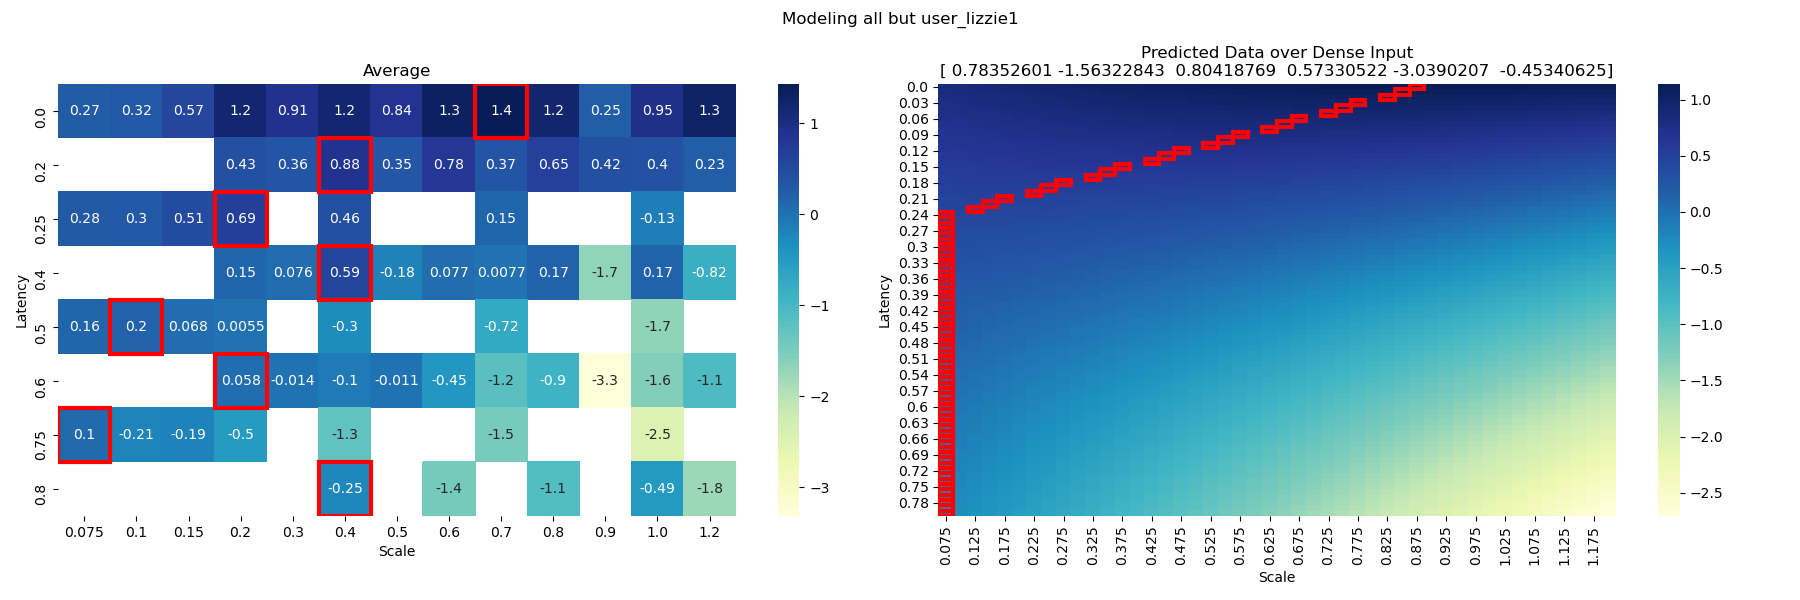 Modeling all but user_lizzie1
Average
0.0 0.27 0.32 0.57 1.2 0.91 1.2 0.84 1.3 1.4 1.2 0.25 0.95 1.3
0.2 0.43 0.36 0.88 0.35 0.78 0.37 0.65 0.42 0.4 0.23
0.25 0.28 0.3 0.51 0.69 0.46 0.15 -0.13
0.4 0.15 0.076 0.59 -0.18 0.077 0.0077 0.17 -1.7 0.17 -0.82
0.5 0.16 0.2 0.068 0.0055 -0.3 -0.72 -1.7
0.6 0.058 -0.014 -0.1 -0.011 -0.45 -1.2 -0.9 -3.3 -1.6 -1.1
0.75 0.1 -0.21 -0.19 -0.5 -1.3 -1.5 -2.5
0.8 -0.25 -1.4 -1.1 -0.49 -1.8
0.075 0.1 0.15 0.2 0.3 0.4 0.5 0.6 0.7 0.8 0.9 1.0 1.2
Scale
Latency
1
0
−1
−2
−3
Predicted Data over Dense Input
[ 0.78352601 -1.56322843 0.80418769 0.57330522 -3.0390207 -0.45340625]
0.0
0.03
0.06
0.09
0.12
0.15
0.18
0.21
0.24
0.27
0.3
0.33
0.36
0.39
0.42
0.45
0.48
0.51
0.54
0.57
0.6
0.63
0.66
0.69
0.72
0.75
0.78
Latency
0.075 0.125 0.175 0.225 0.275 0.325 0.375 0.425 0.475 0.525 0.575 0.625 0.675 0.725 0.775 0.825 0.875 0.925 0.975 1.025 1.075 1.125 1.175
Scale
1.0
0.5
0.0
−0.5
−1.0
−1.5
−2.0
−2.5